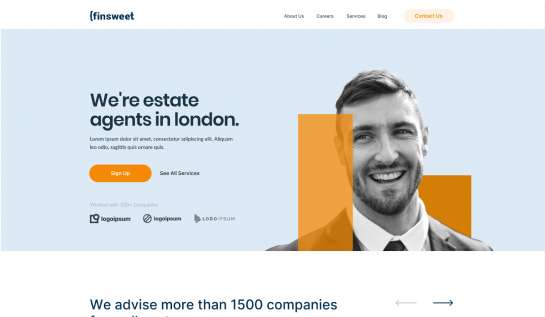 {finsweet
About Us Careers Services Blog Contact Us
We're estate
agents in london.
Lorem ipsum dolor sit amet, consectetur adipiscing elit. Aliquam
leo odio, sagittis quis ornare quis.
Sign Up See All Services
Worked with 200+ Companies
logoipsum logoipsum LOGOIPSUM
We advise more than 1500 companies